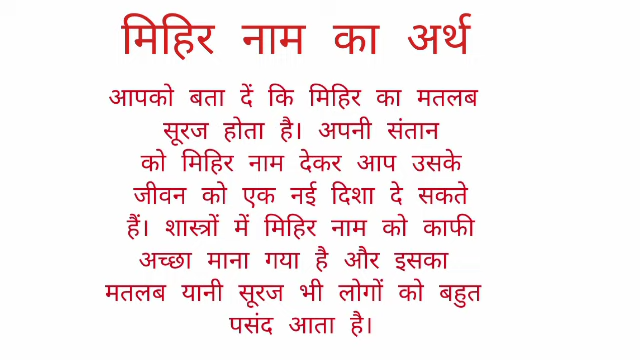 मिहिर नाम का अर्थ
आपको बता दें कि मिहिर का मतलब
सूरज होता है। अपनी संतान
को मिहिर नाम देकर आप उसके
जीवन को एक नई दिशा दे सकते
हैं। शास्त्रों में मिहिर नाम को काफी
अच्छा माना गया है और इसका
मतलब यानी सूरज भी लोगों को बहुत
पसंद आता है।